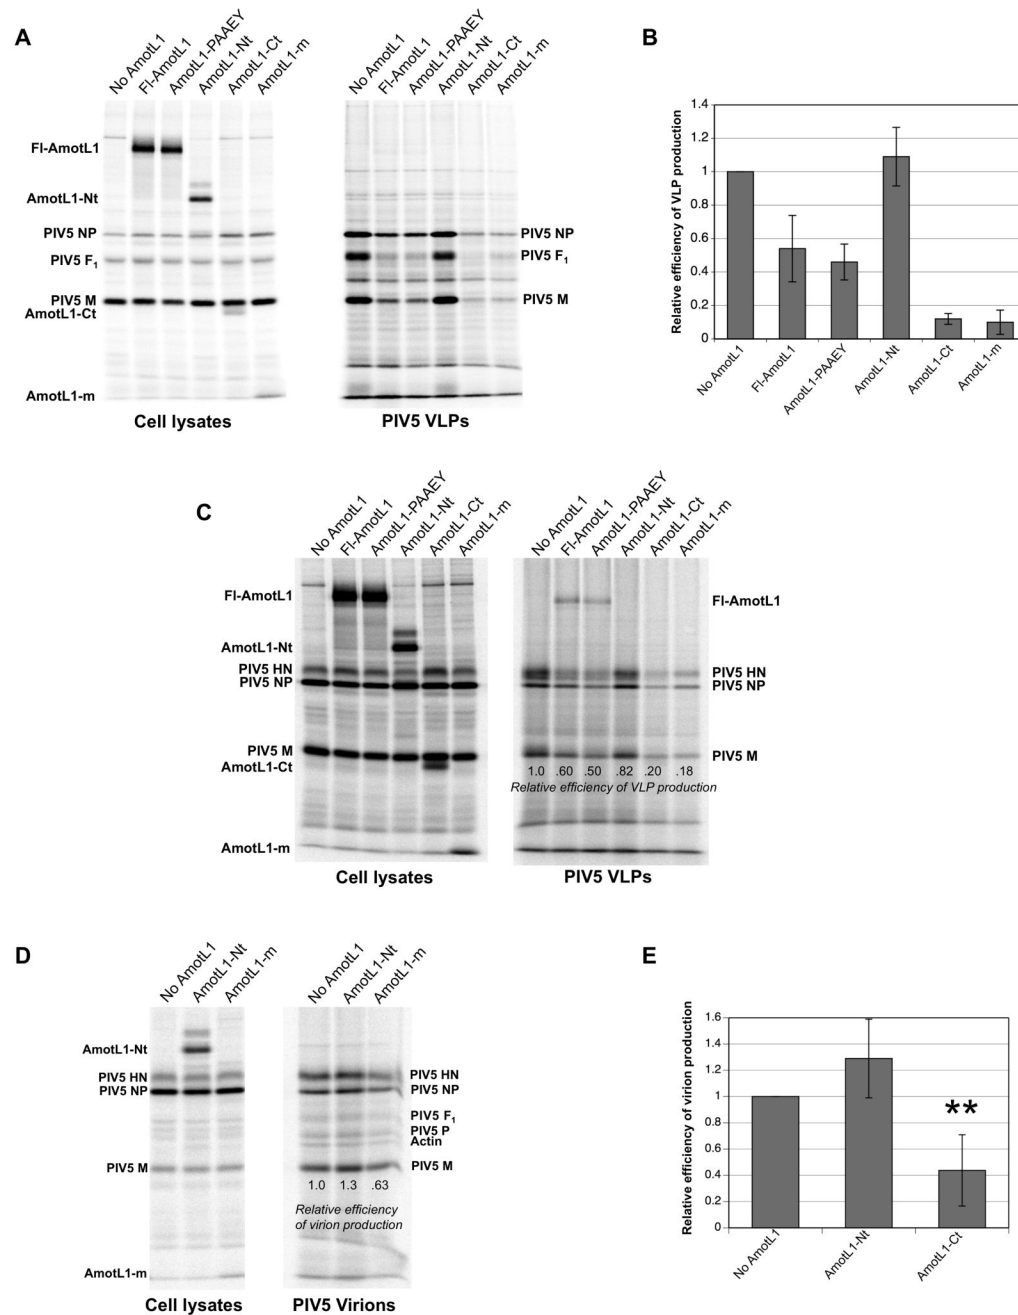 A
No AmotL1
Fl-AmotL1
AmotL1-PAAEY
AmotL1-Nt
AmotL1-Ct
AmotL1-m
No AmotL1
Fl-AmotL1
AmotL1-PAAEY
AmotL1-Nt
AmotL1-Ct
AmotL1-m
Fl-AmotL1
AmotL1-Nt
PIV5 NP
PIV5 F1
PIV5 M
AmotL1-Ct
AmotL1-m
PIV5 NP
PIV5 F1
PIV5 M
Cell lysates
PIV5 VLPs
B
Relative efficiency of VLP production
1.4
1.2
1
0.8
0.6
0.4
0.2
0
No AmotL1
Fl-AmotL1
AmotL1-PAAEY
AmotL1-Nt
AmotL1-Ct
AmotL1-m
C
No AmotL1
Fl-AmotL1
AmotL1-PAAEY
AmotL1-Nt
AmotL1-Ct
AmotL1-m
No AmotL1
Fl-AmotL1
AmotL1-PAAEY
AmotL1-Nt
AmotL1-Ct
AmotL1-m
Fl-AmotL1
AmotL1-Nt
PIV5 HN
PIV5 NP
PIV5 M
AmotL1-Ct
AmotL1-m
Fl-AmotL1
PIV5 HN
PIV5 NP
PIV5 M
1.0 .60 .50 .82 .20 .18
Relative efficiency of VLP production
Cell lysates
PIV5 VLPs
D
No AmotL1
AmotL1-Nt
AmotL1-m
No AmotL1
AmotL1-Nt
AmotL1-m
AmotL1-Nt
PIV5 HN
PIV5 NP
PIV5 M
AmotL1-m
PIV5 HN
PIV5 NP
PIV5 F1
PIV5 P
Actin
PIV5 M
1.0 1.3 .63
Relative efficiency
of virion production
Cell lysates
PIV5 Virions
E
Relative efficiency of virion production
1.6
1.4
1.2
1
0.8
0.6
0.4
0.2
0
**
No AmotL1
AmotL1-Nt
AmotL1-Ct